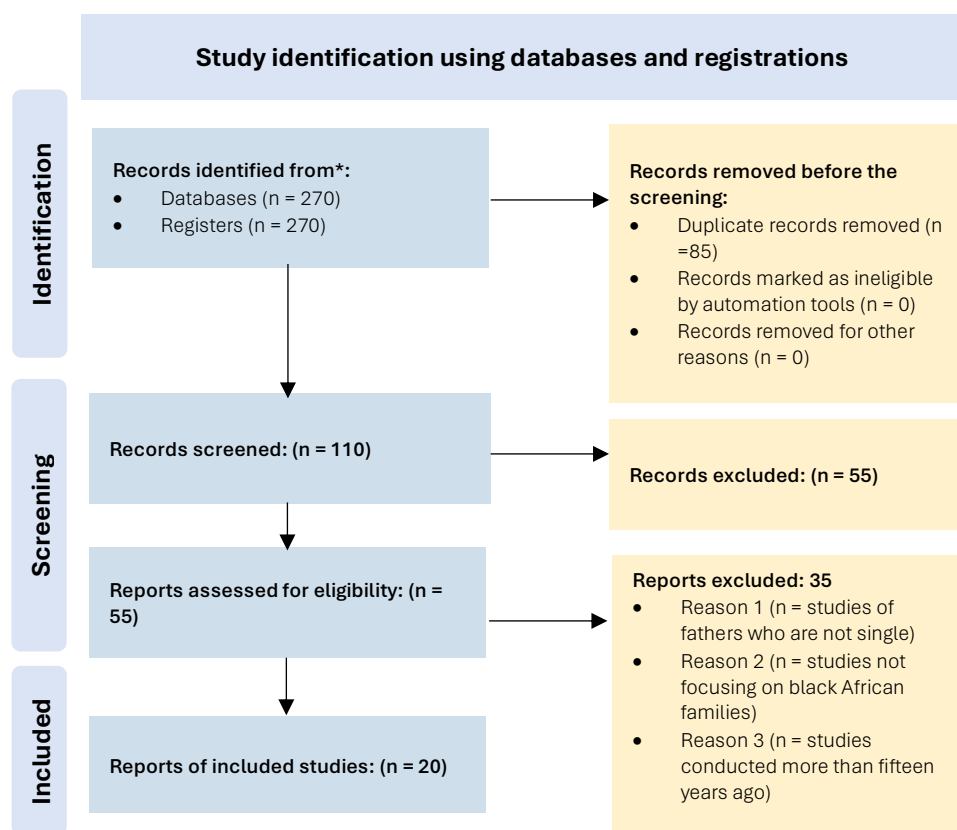 Study identification using databases and registrations
Identification
Records identified from*:
• Databases (n = 270)
• Registers (n = 270)
Records removed before the
screening:
• Duplicate records removed (n
=85)
• Records marked as ineligible
by automation tools (n = 0)
• Records removed for other
reasons (n = 0)
Screening
Records screened: (n = 110)
Records excluded: (n = 55)
Reports assessed for eligibility: (n =
55)
Reports excluded: 35
• Reason 1 (n = studies of
fathers who are not single)
• Reason 2 (n = studies not
focusing on black African
families)
• Reason 3 (n = studies
conducted more than fifteen
years ago)
Included
Reports of included studies: (n = 20)